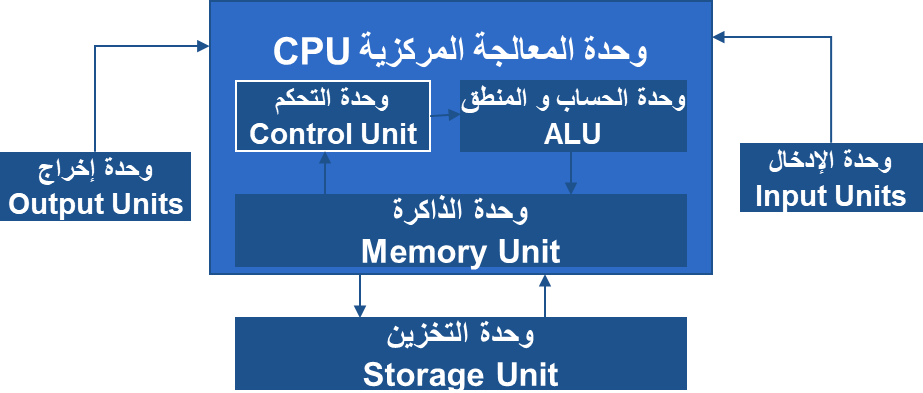 وحدة المعالجة المركزية CPU
وحدة التحكم
Control Unit
وحدة الحساب و المنطق
ALU
وحدة إخراج
Output Units
وحدة الإدخال
Input Units
وحدة الذاكرة
Memory Unit
وحدة التخزين
Storage Unit